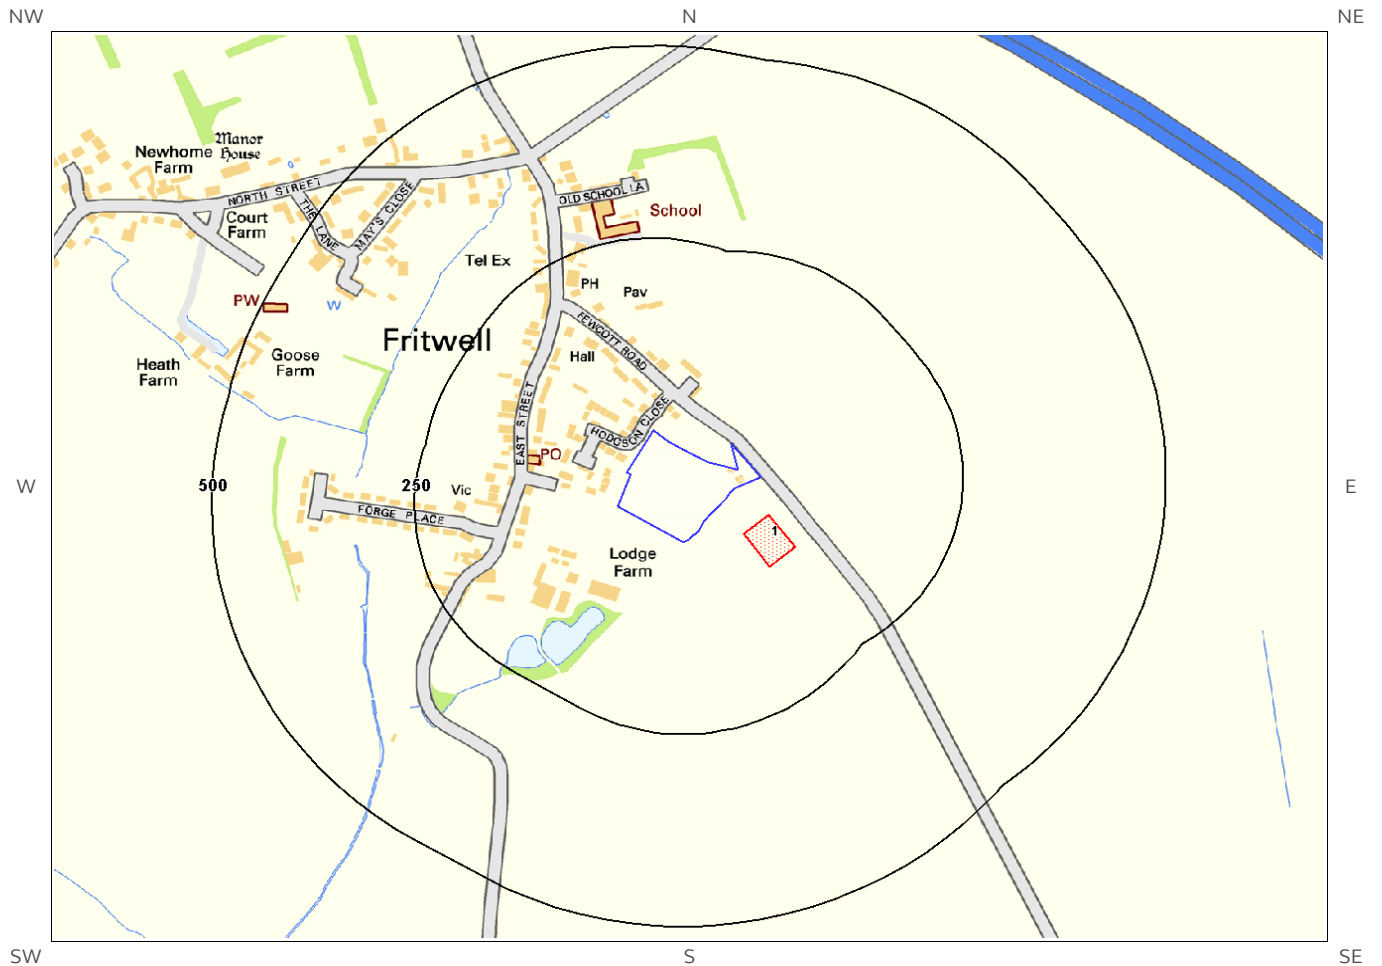 NW
N
NE
Manor
House
Newhome
Farm
NORTH STREET
THE LANE
MAY'S CLOSE
OLD SCHOOL LA
School
Court
Farm
Tel Ex
PH
Pav
PW
W
FEWCOTT ROAD
Fritwell
Hall
Heath
Farm
Goose
Farm
EAST STREET
HODGSON CLOSE
PO
W
500
250
Vic
E
FORGE PLACE
1
Lodge
Farm
SW
S
SE